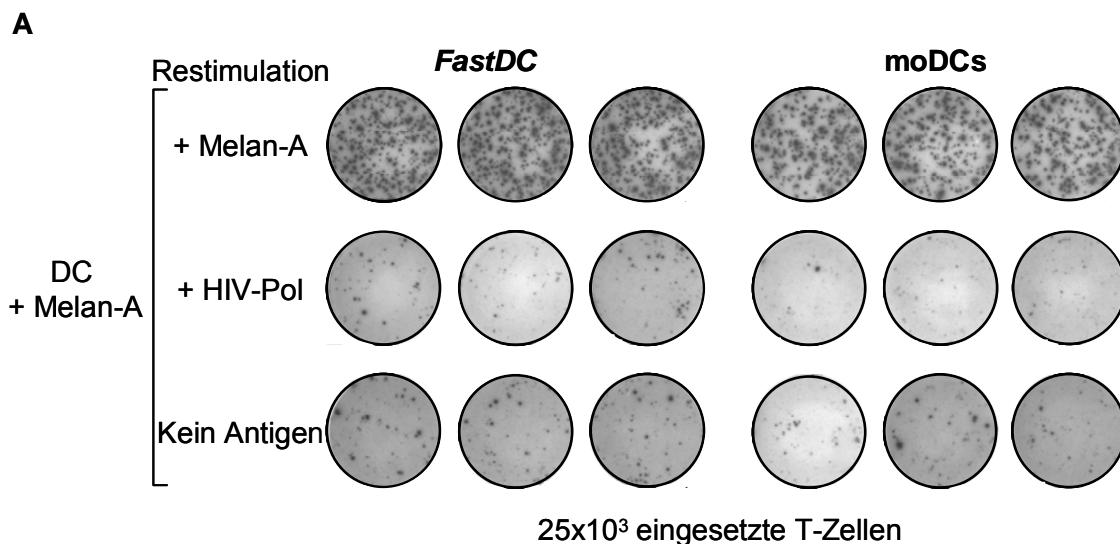 A
FastDC
moDCs
Restimulation
+ Melan-A
DC
+ Melan-A
+ HIV-Pol
Kein Antigen
25x10³ eingesetzte T-Zellen